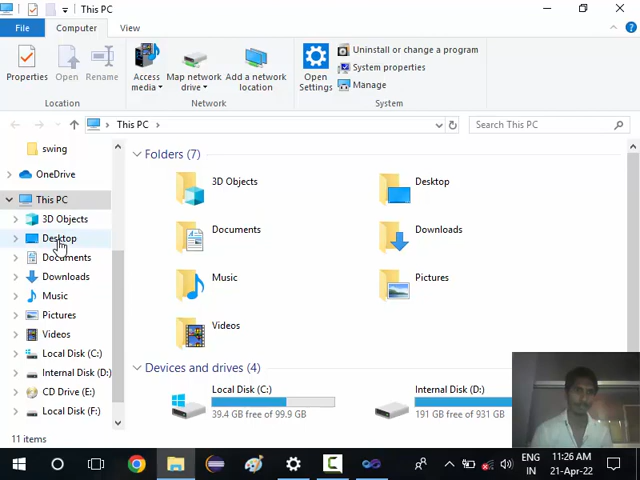 This PC
File
Computer
View
Properties
Open
Rename
Access media
Map network drive
Add a network location
Open Settings
Uninstall or change a program
System properties
Manage
Location
Network
System
This PC
Search This PC
swing
OneDrive
This PC
3D Objects
Desktop
Documents
Downloads
Music
Pictures
Videos
Local Disk (C:)
Internal Disk (D:)
CD Drive (E:)
Local Disk (F:)
Folders (7)
3D Objects
Desktop
Documents
Downloads
Music
Pictures
Videos
Devices and drives (4)
Local Disk (C:)
39.4 GB free of 99.9 GB
Internal Disk (D:)
191 GB free of 931 GB
11 items
ENG
IN
11:26 AM
21-Apr-22